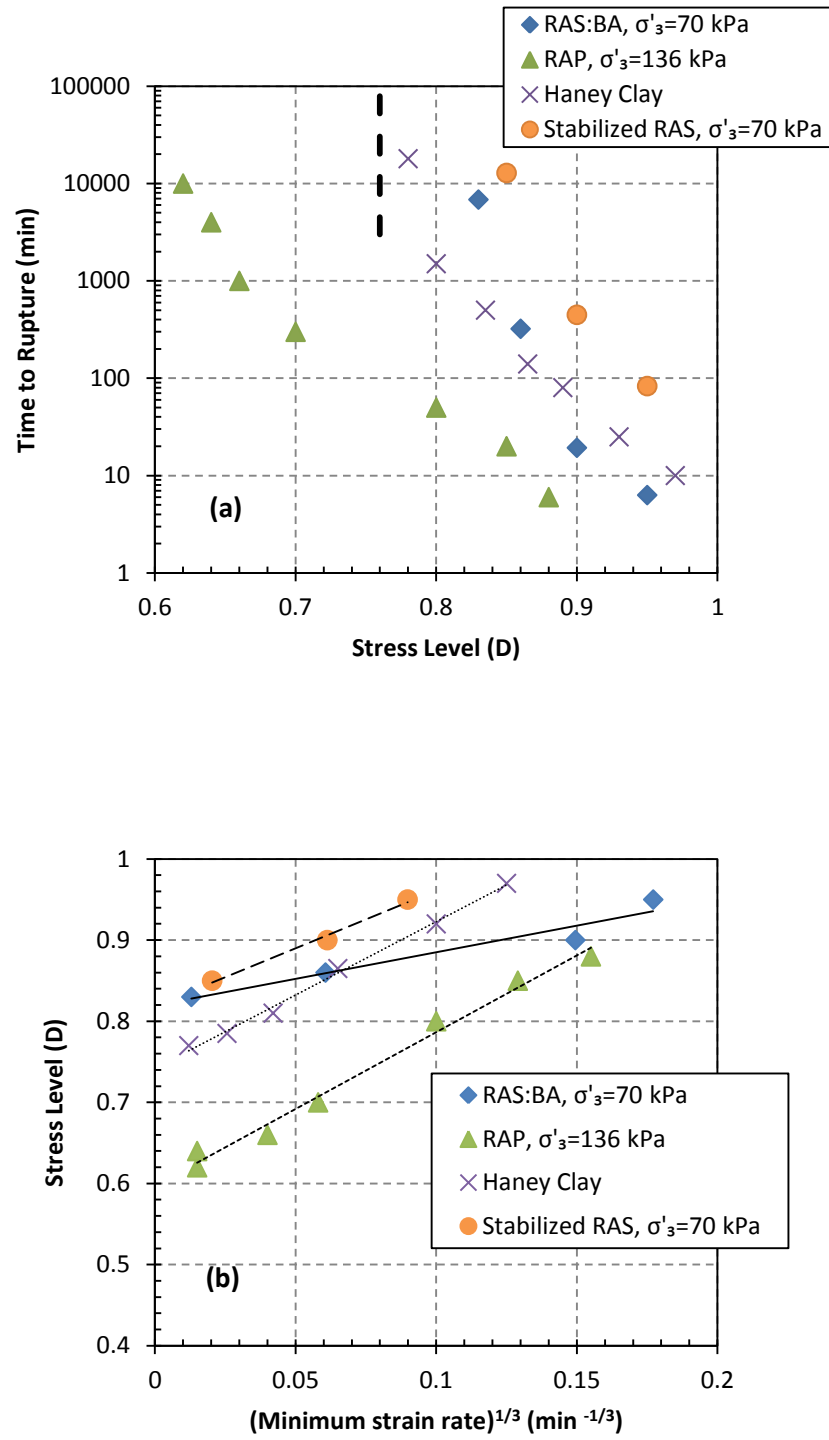 RAS:BA, σ'₃=70 kPa
RAP, σ'₃=136 kPa
Haney Clay
Stabilized RAS, σ'₃=70 kPa
100000
10000
1000
100
10
1
Time to Rupture (min)
(a)
0.6 0.7 0.8 0.9 1
Stress Level (D)
1
0.9
0.8
0.7
0.6
0.5
0.4
Stress Level (D)
RAS:BA, σ'₃=70 kPa
RAP, σ'₃=136 kPa
Haney Clay
Stabilized RAS, σ'₃=70 kPa
(b)
0 0.05 0.1 0.15 0.2
(Minimum strain rate)¹ᐟ³ (min ⁻¹ᐟ³)